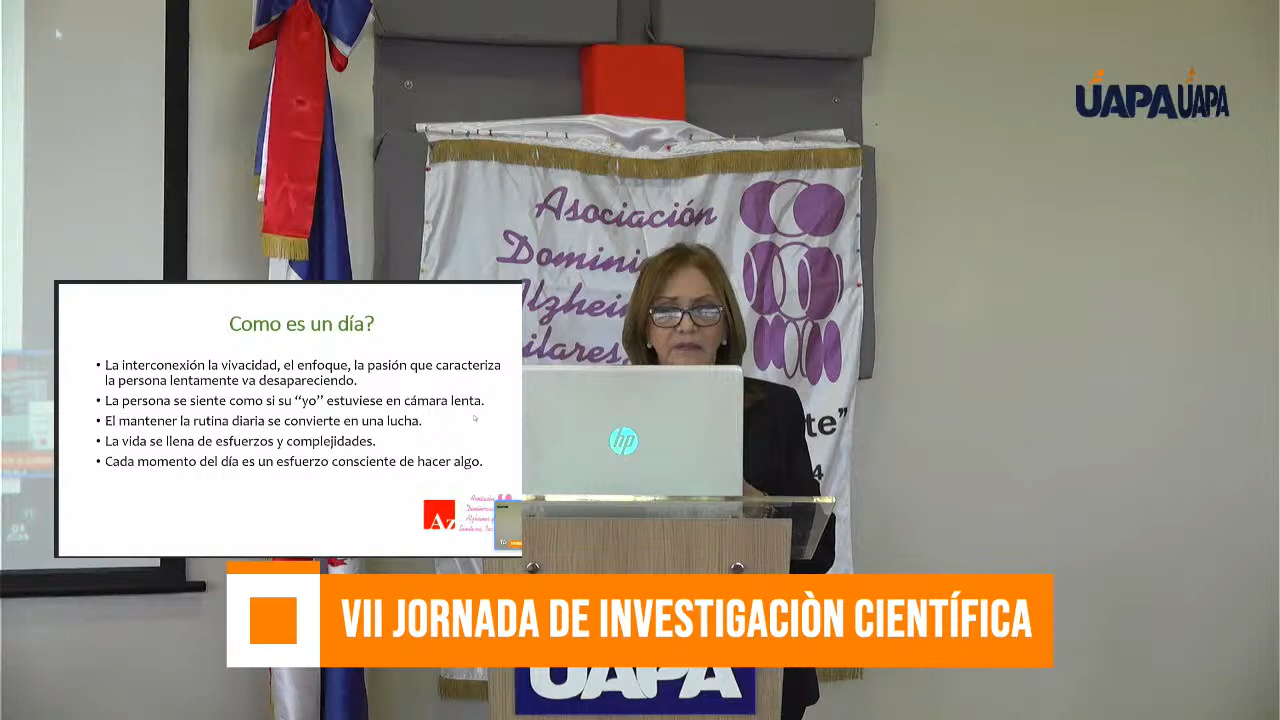 UAPA UAPA
Asociación
Domini
Alzhei
ilares,
te”
4
Como es un día?
• La interconexión la vivacidad, el enfoque, la pasión que caracteriza
la persona lentamente va desapareciendo.
• La persona se siente como si su “yo” estuviese en cámara lenta.
• El mantener la rutina diaria se convierte en una lucha.
• La vida se llena de esfuerzos y complejidades.
• Cada momento del día es un esfuerzo consciente de hacer algo.
Az
hp
VII JORNADA DE INVESTIGACIÒN CIENTÍFICA
UAPA